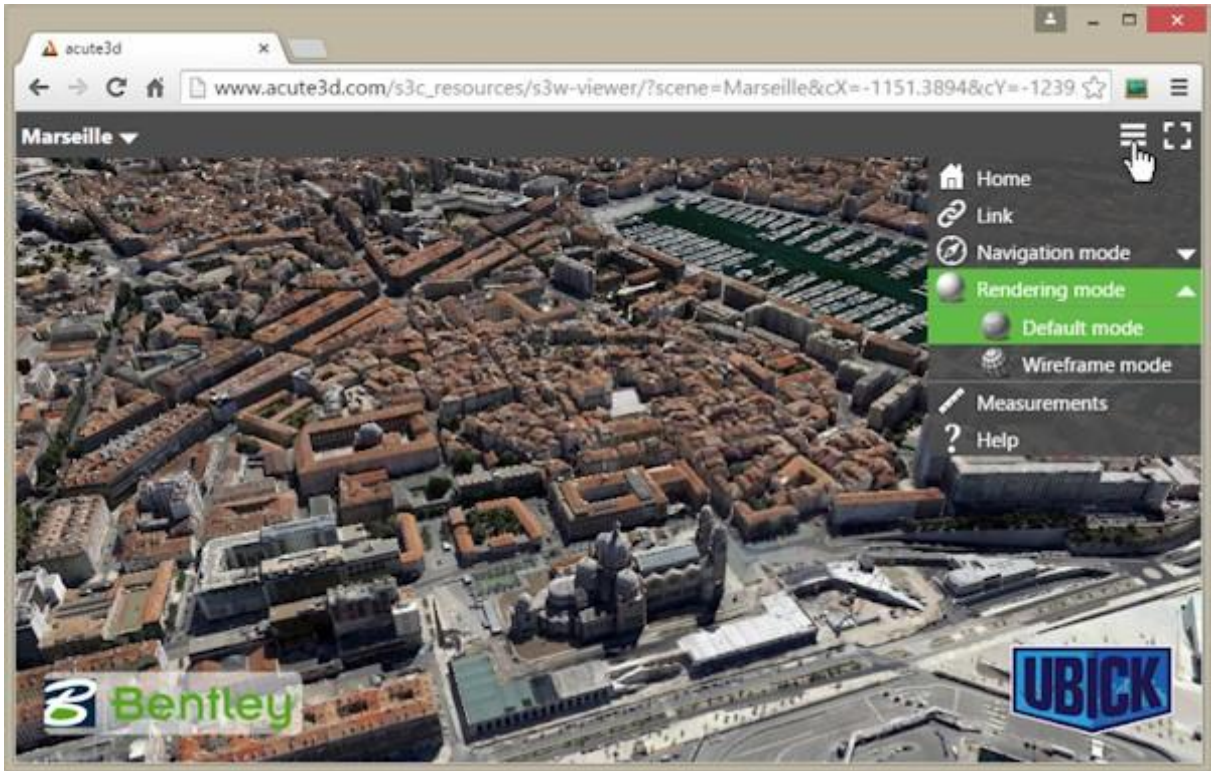 acute3d
www.acute3d.com/s3c_resources/s3w-viewer/?scene=Marseille&cX=-1151.3894&cY=-1239
Marseille
Home
Link
Navigation mode
Rendering mode
Default mode
Wireframe mode
Measurements
? Help
Bentley
UBICK